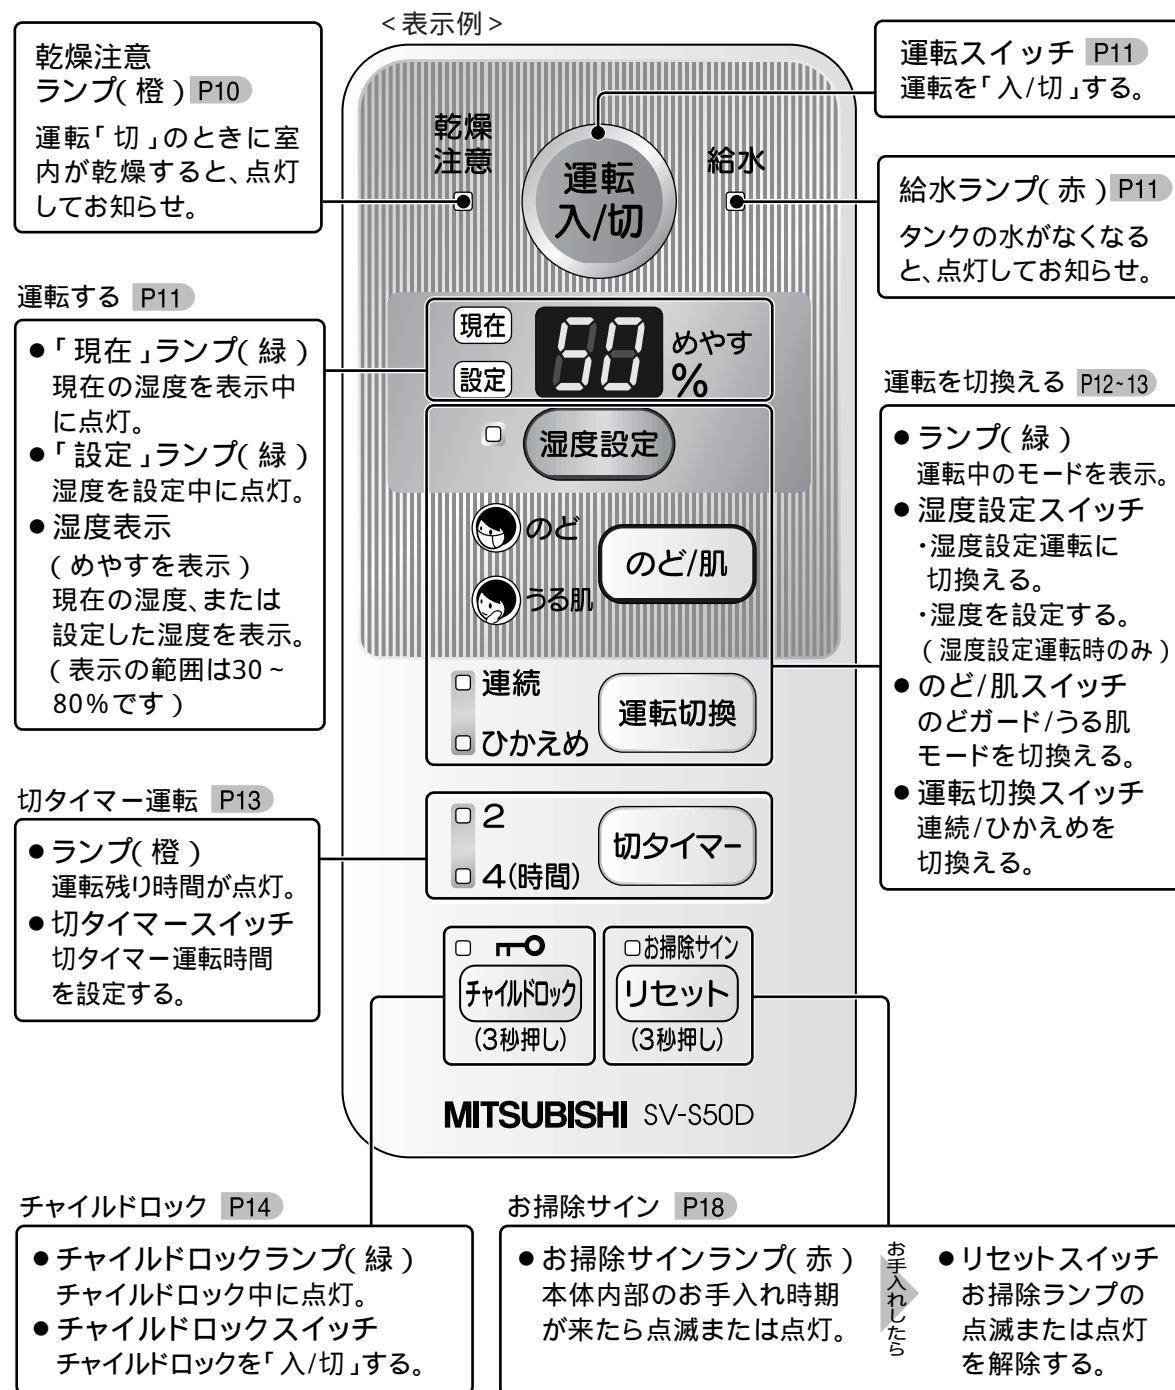 <表示例>
乾燥注意
ランプ(橙) P10
運転「切」のときに室
内が乾燥すると、点灯
してお知らせ。
運転する P11
●「現在」ランプ(緑)
現在の湿度を表示中
に点灯。
●「設定」ランプ(緑)
湿度を設定中に点灯。
●湿度表示
(めやすを表示)
現在の湿度、または
設定した湿度を表示。
(表示の範囲は30~
80%です)
切タイマー運転 P13
●ランプ(橙)
運転残り時間が点灯。
●切タイマースイッチ
切タイマー運転時間
を設定する。
乾燥
注意
運転
入/切
給水
現在
設定
50
めやす
%
湿度設定
のど
うる肌
のど/肌
連続
ひかえめ
運転切換
2
4(時間)
切タイマー
チャイルドロック
(3秒押し)
お掃除サイン
リセット
(3秒押し)
MITSUBISHI SV-S50D
運転スイッチ P11
運転を「入/切」する。
給水ランプ(赤) P11
タンクの水がなくなる
と、点灯してお知らせ。
運転を切換える P12~13
●ランプ(緑)
運転中のモードを表示。
●湿度設定スイッチ
・湿度設定運転に
切換える。
・湿度を設定する。
(湿度設定運転時のみ)
●のど/肌スイッチ
のどガード/うる肌
モードを切換える。
●運転切換スイッチ
連続/ひかえめを
切換える。
チャイルドロック P14
●チャイルドロックランプ(緑)
チャイルドロック中に点灯。
●チャイルドロックスイッチ
チャイルドロックを「入/切」する。
お掃除サイン P18
●お掃除サインランプ(赤)
本体内部のお手入れ時期
が来たら点滅または点灯。
お手入れしたら
●リセットスイッチ
お掃除ランプの
点滅または点灯
を解除する。